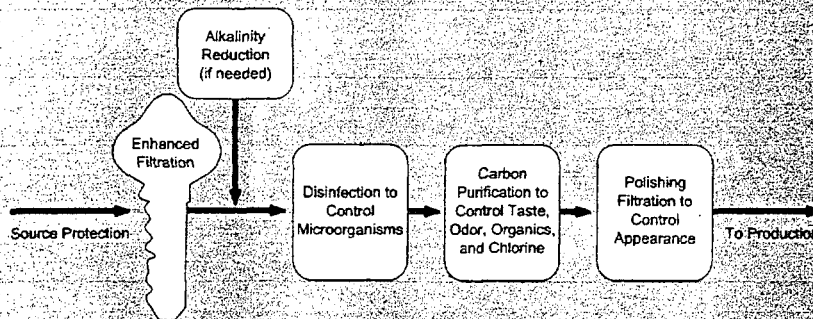 Alkalinity
Reduction
(if needed)
Enhanced
Filtration
Source Protection
Disinfection to
Control
Microorganisms
Carbon
Purification to
Control Taste,
Odor, Organics,
and Chlorine
Polishing
Filtration to
Control
Appearance
To Production